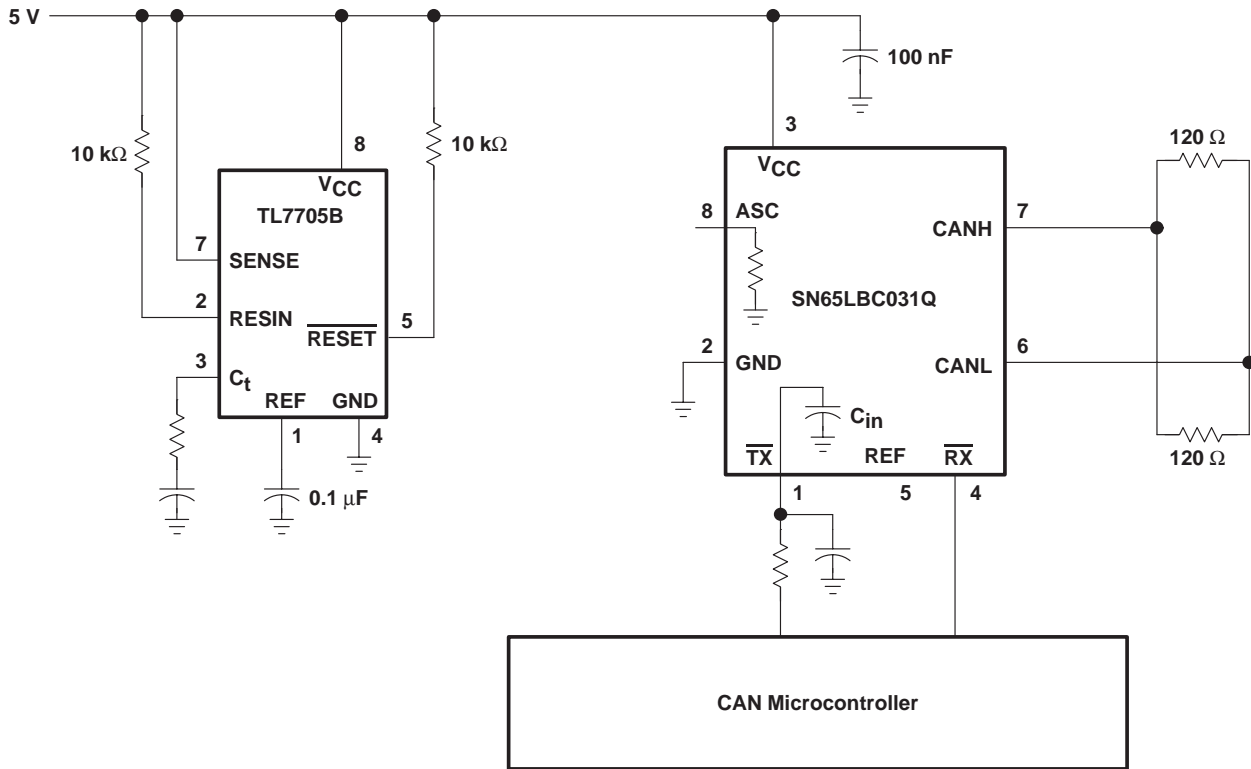 5 V
100 nF
10 kΩ
8
10 kΩ
VCC
TL7705B
7
SENSE
2
RESIN
RESET
5
3
Ct
REF
GND
1
4
0.1 μF
3
VCC
8
ASC
CANH
7
SN65LBC031Q
2
GND
CANL
6
Cin
TX
REF
RX
1
5
4
120 Ω
120 Ω
CAN Microcontroller